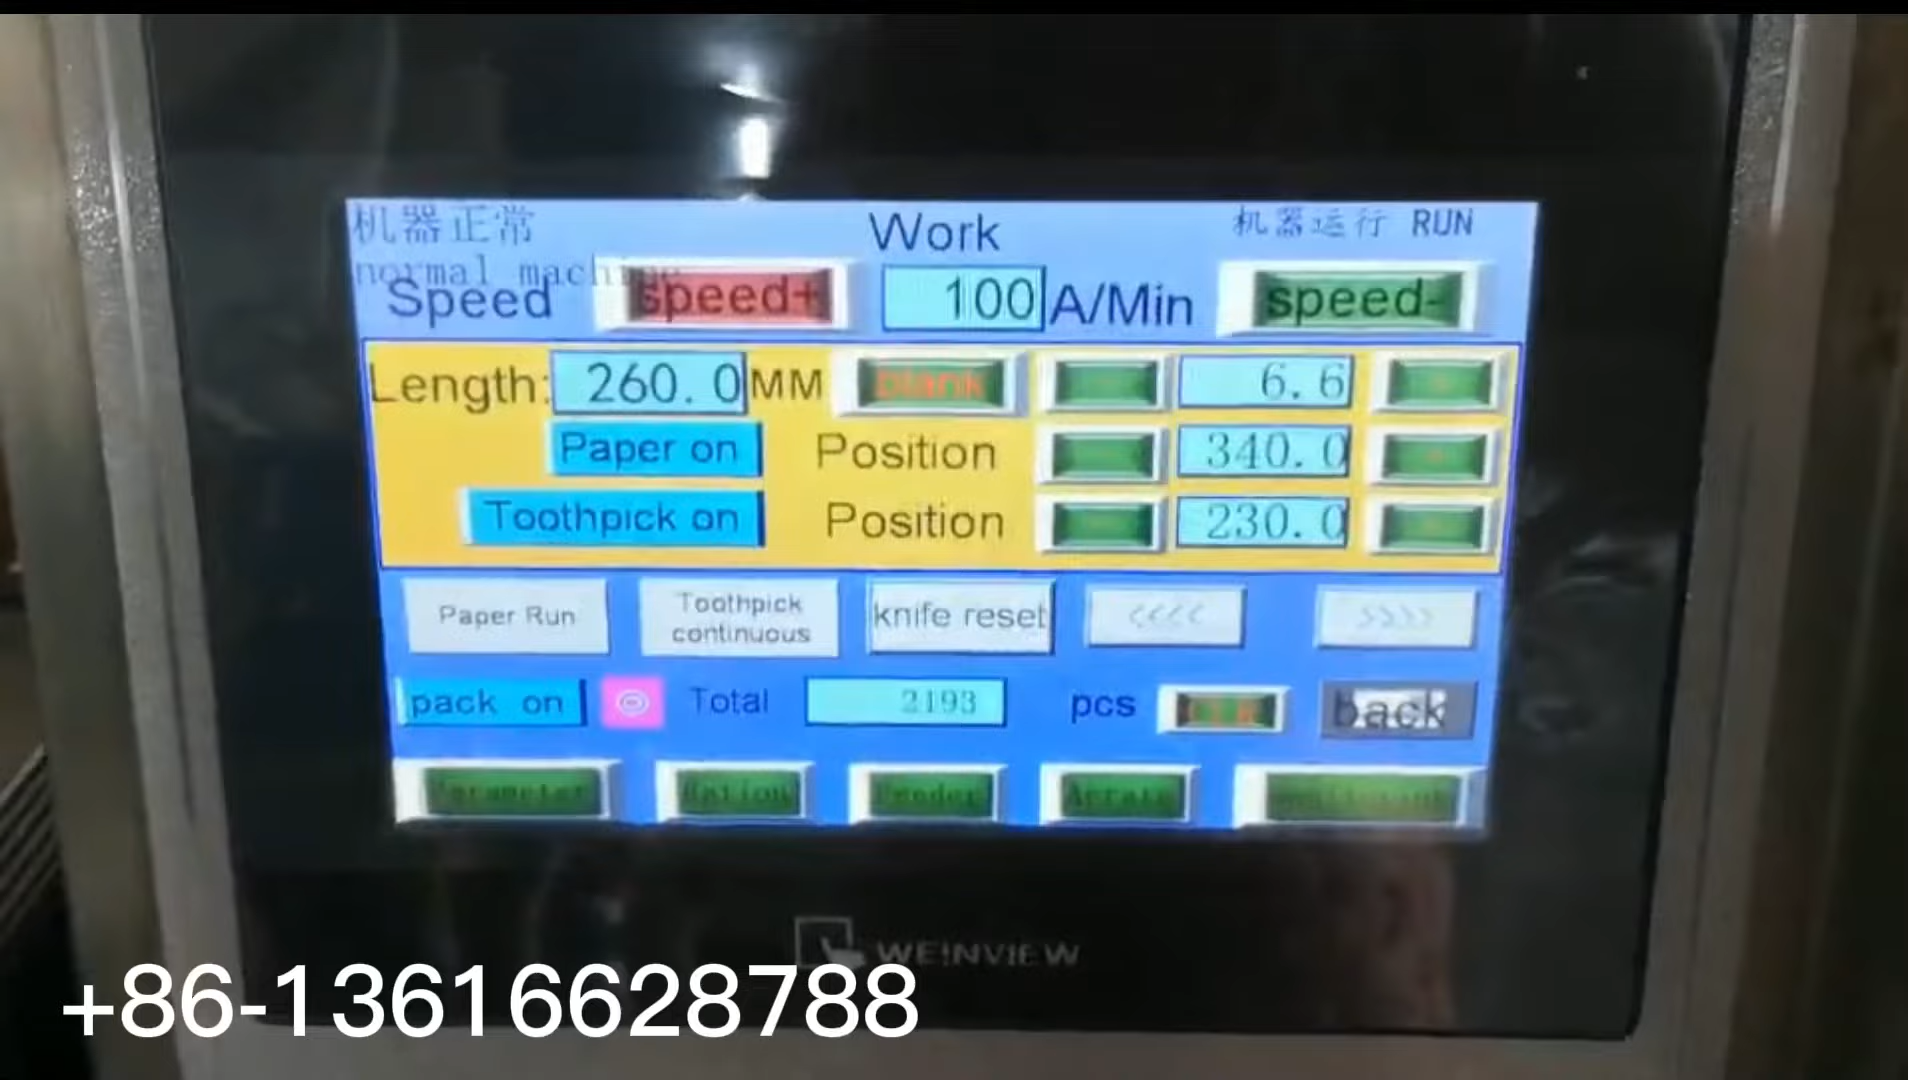 机器正常
Work
机器运行 RUN
normal machine
Speed
speed+
100
A/Min
speed-
Length:
260.0
MM
blank
6.6
Paper on
Position
340.0
Toothpick on
Position
230.0
Paper Run
Toothpick
continuous
knife reset
<<<<
>>>>
pack on
Total
2193
pcs
back
Parameter
WEINVIEW
+86-13616628788